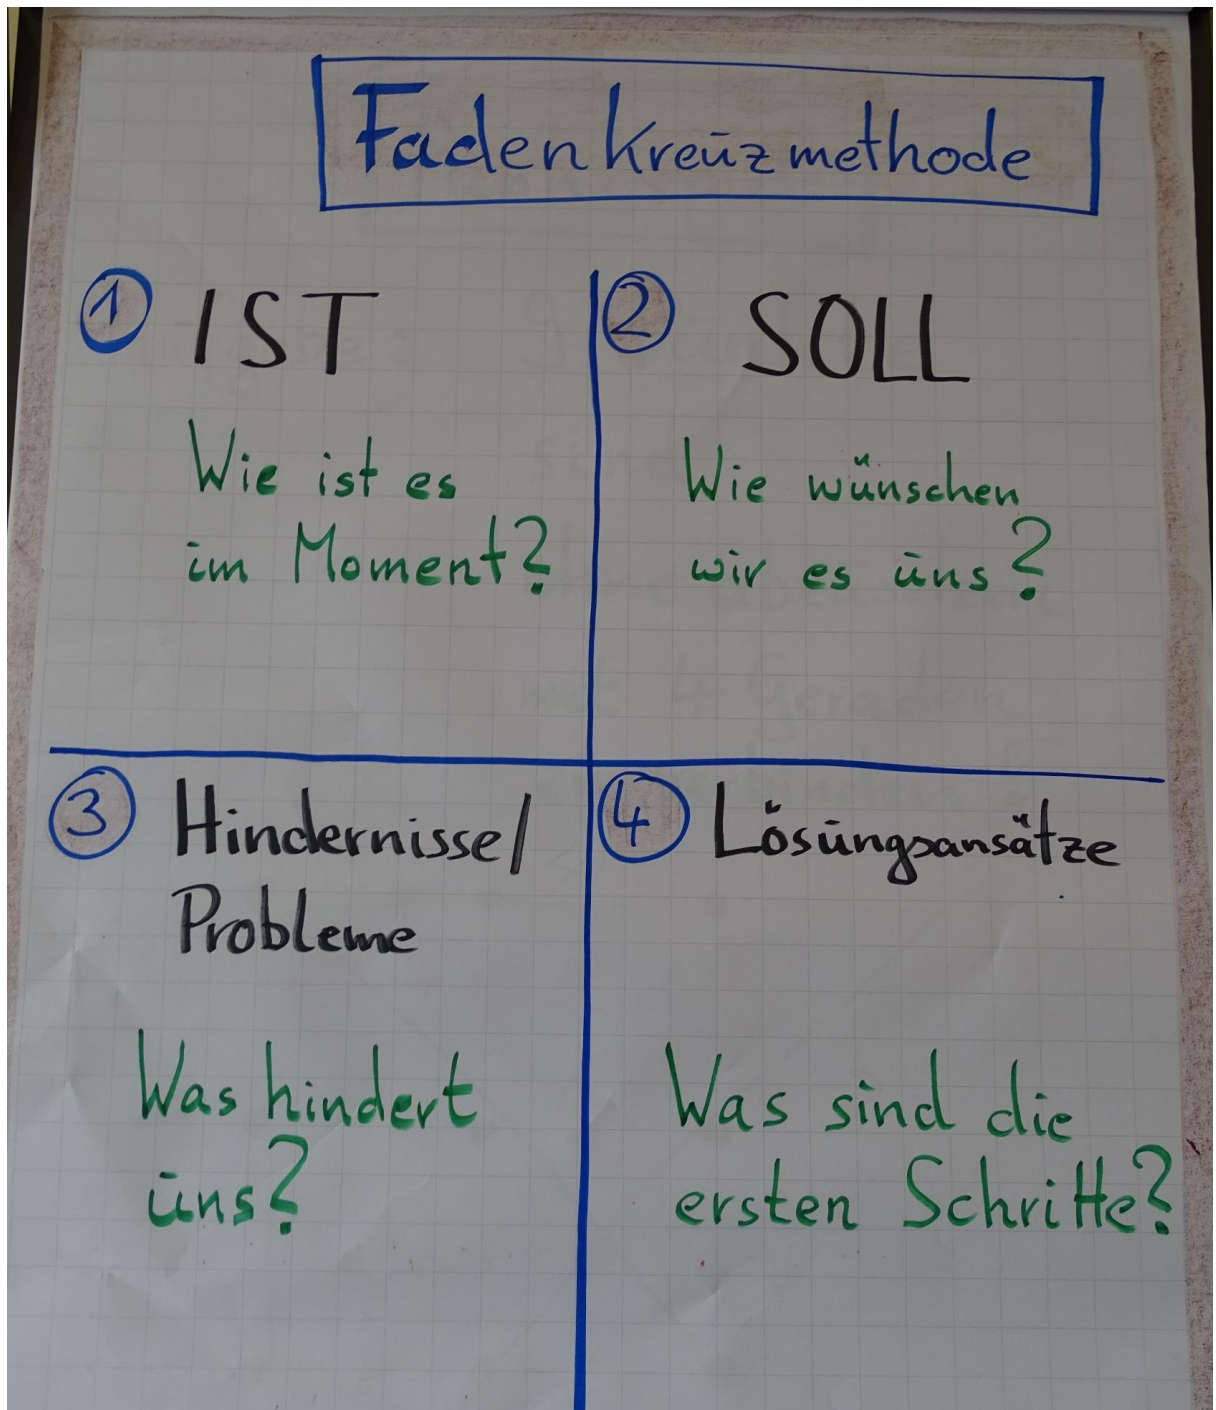 Fadenkreuzmethode
1 IST
Wie ist es
im Moment?
2 SOLL
Wie wünschen
wir es uns?
3 Hindernisse/
Probleme
Was hindert
uns?
4 Lösungsansätze
Was sind die
ersten Schritte?